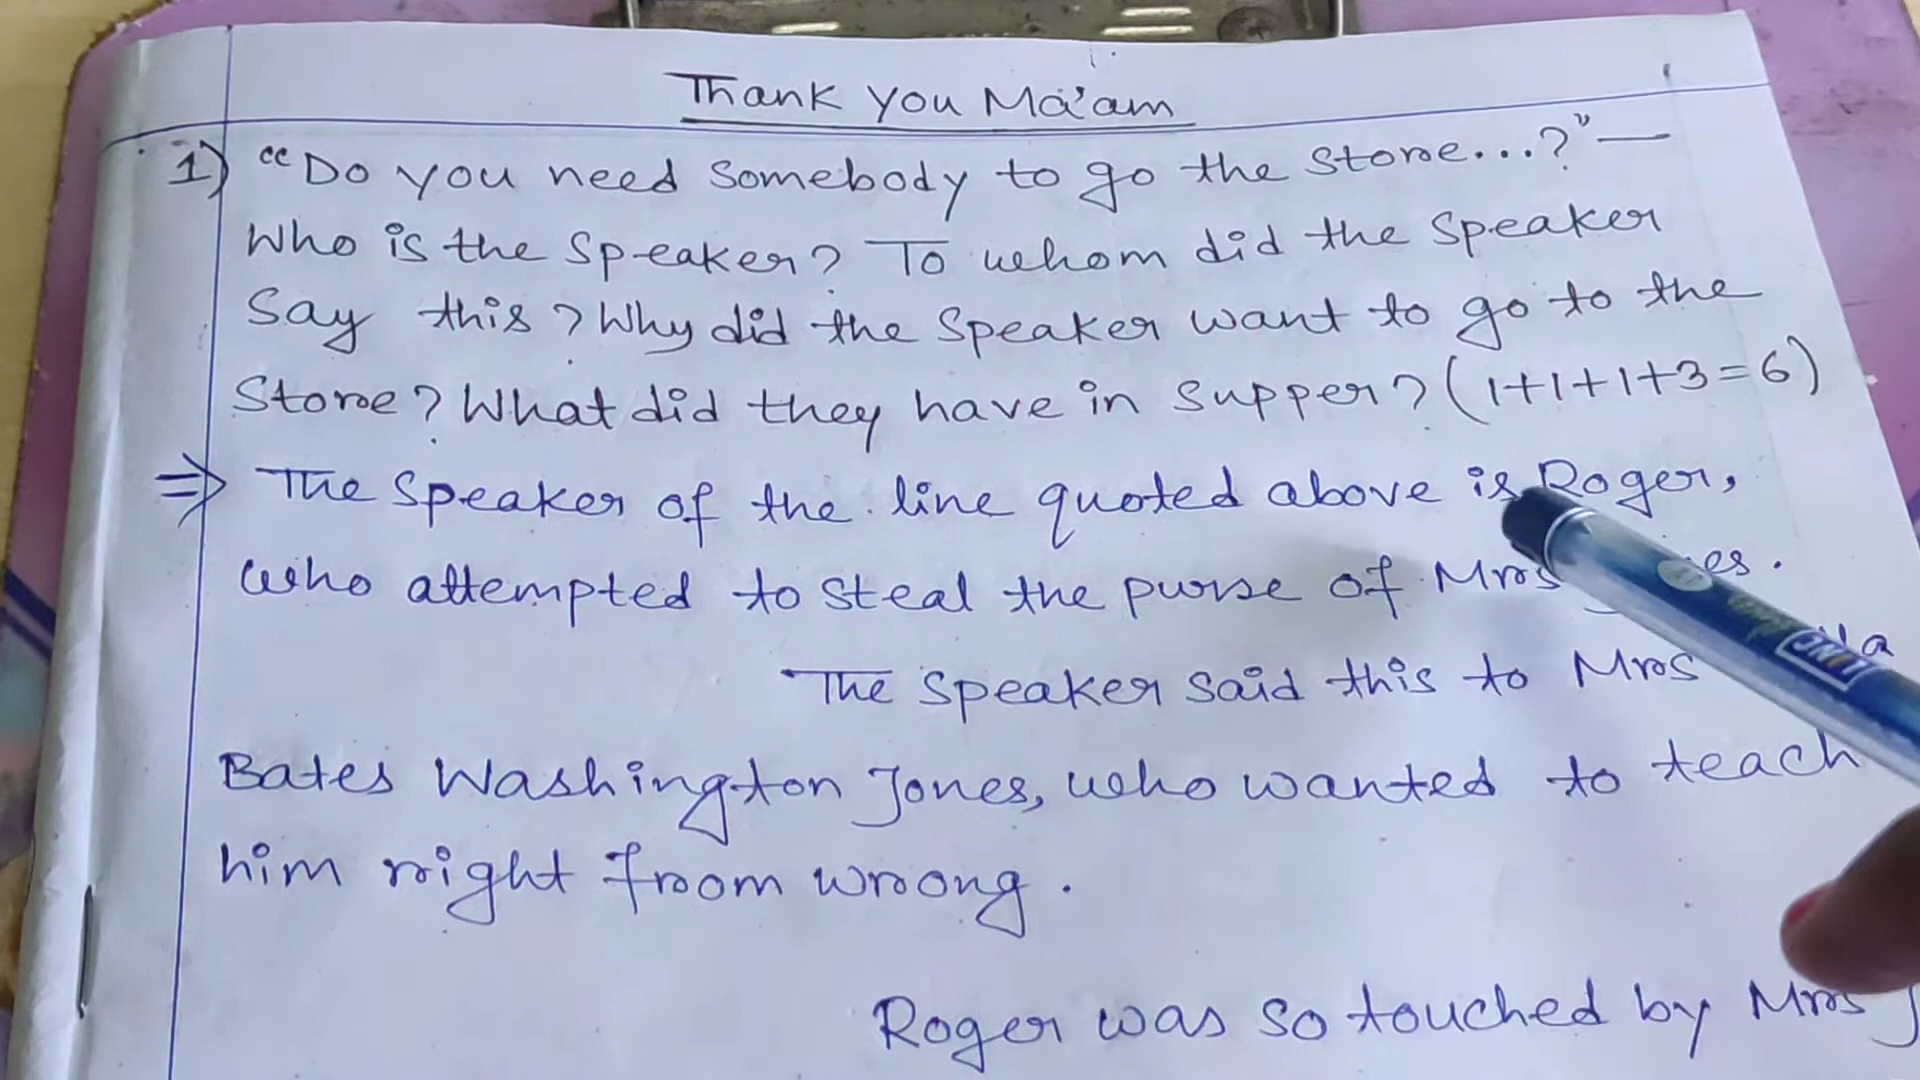 Thank you Ma'am
1) "Do you need somebody to go the store...?" —
Who is the speaker? To whom did the speaker
say this? Why did the speaker want to go to the
store? What did they have in supper? (1+1+1+3=6)
⇒ The speaker of the line quoted above is Roger,
who attempted to steal the purse of Mrs
The speaker said this to Mrs
Bates Washington Jones, who wanted to teach
him right from wrong.
Roger was so touched by Mrs
LINC